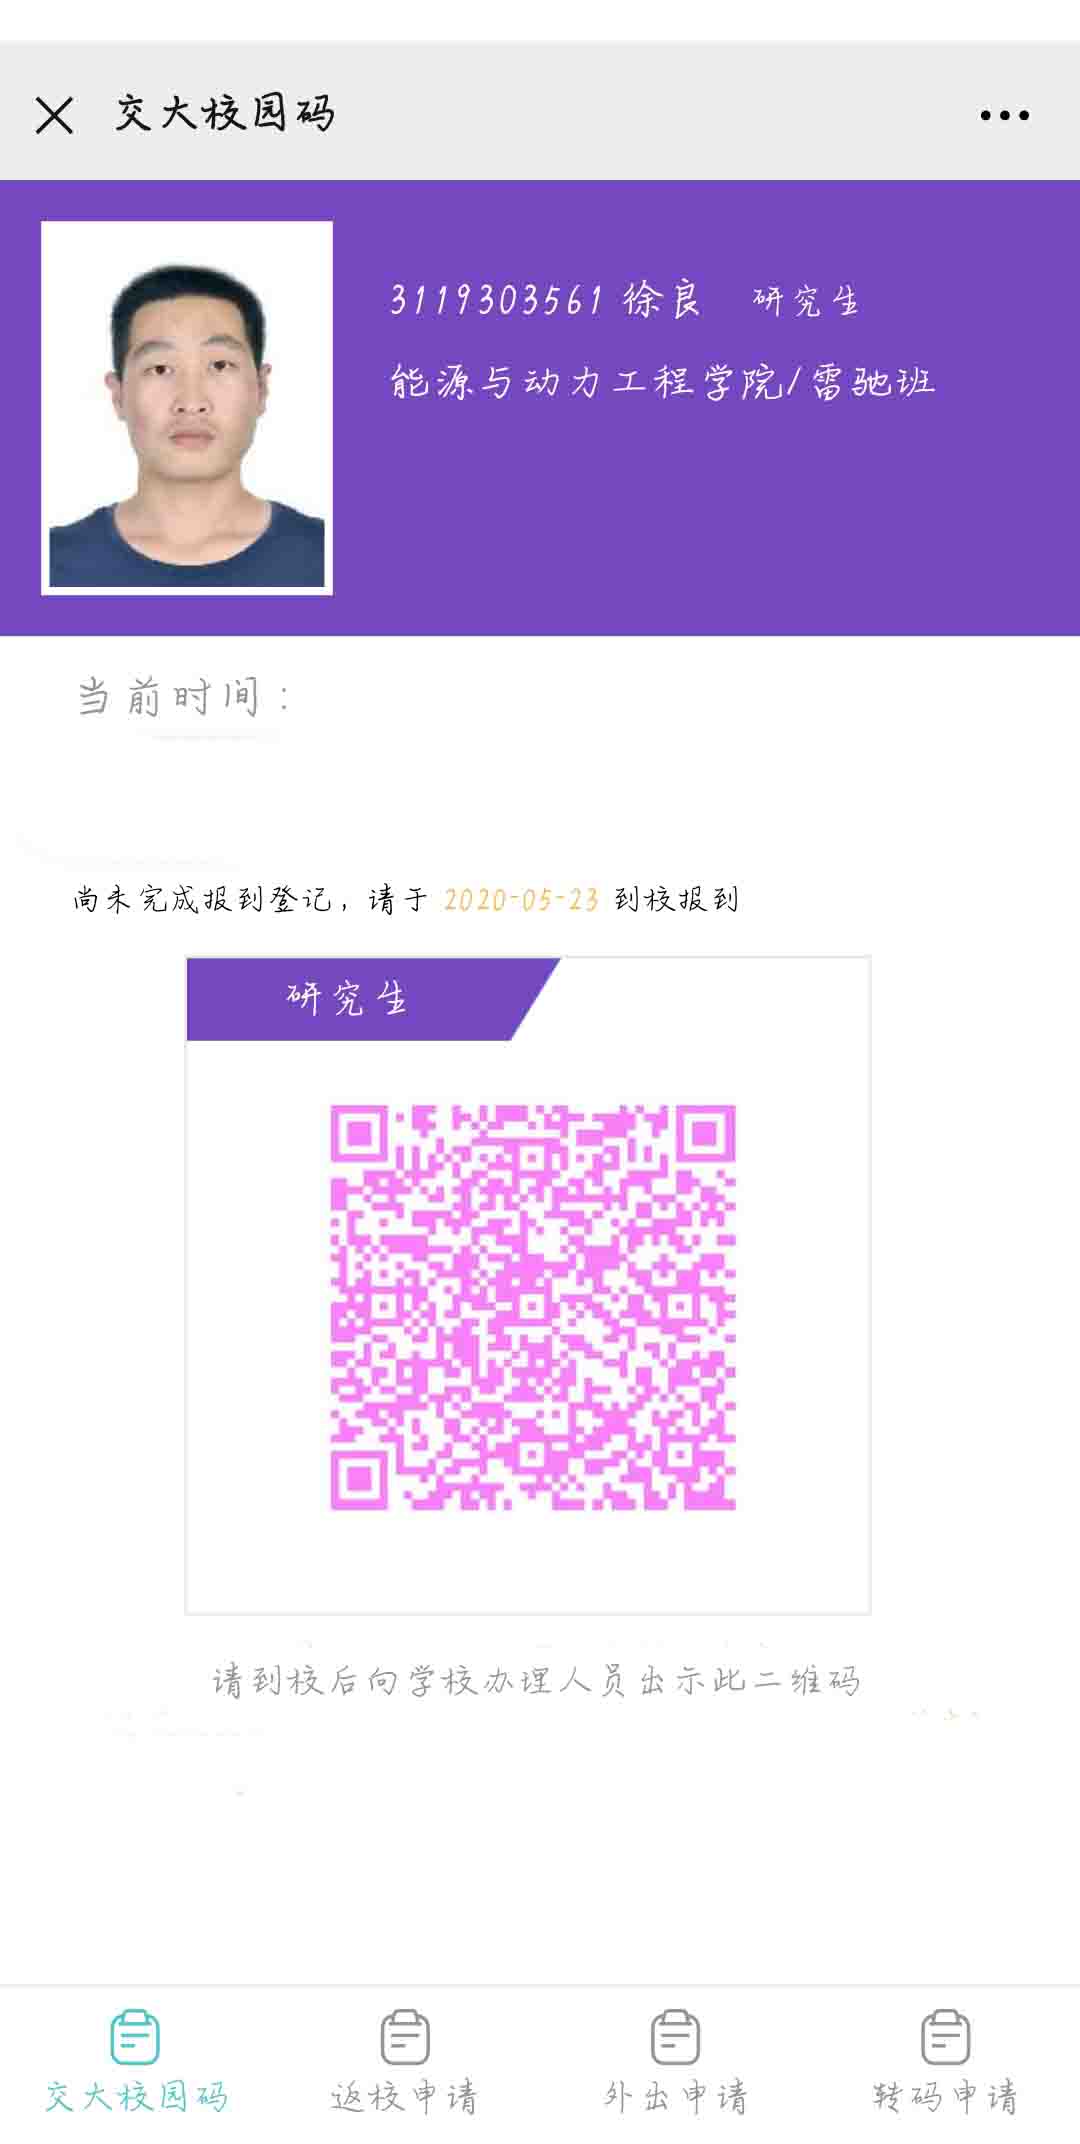 交大校园码
3119303561 徐良 研究生
能源与动力工程学院/雷驰班
当前时间：
尚未完成报到登记，请于 2020-05-23 到校报到
研究生
请到校后向学校办理人员出示此二维码
交大校园码 返校申请 外出申请 转码申请